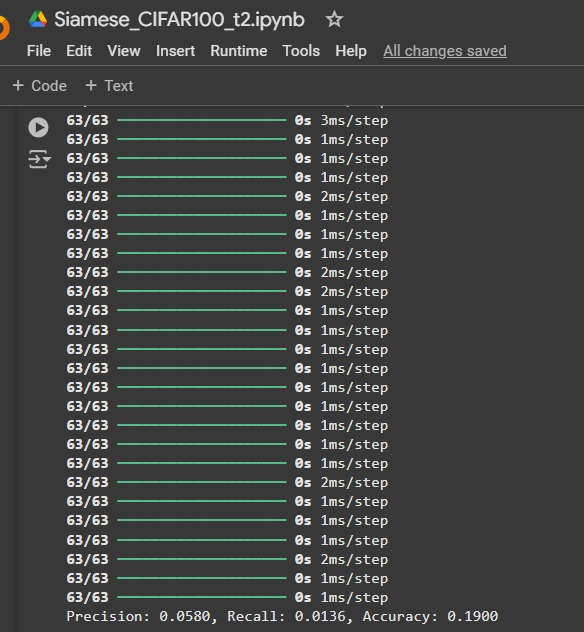 Siamese_CIFAR100_t2.ipynb
File Edit View Insert Runtime Tools Help All changes saved
+ Code + Text
63/63 0s 3ms/step
63/63 0s 1ms/step
63/63 0s 1ms/step
63/63 0s 1ms/step
63/63 0s 2ms/step
63/63 0s 1ms/step
63/63 0s 1ms/step
63/63 0s 1ms/step
63/63 0s 2ms/step
63/63 0s 2ms/step
63/63 0s 1ms/step
63/63 0s 1ms/step
63/63 0s 1ms/step
63/63 0s 1ms/step
63/63 0s 1ms/step
63/63 0s 1ms/step
63/63 0s 1ms/step
63/63 0s 1ms/step
63/63 0s 1ms/step
63/63 0s 2ms/step
63/63 0s 1ms/step
63/63 0s 1ms/step
63/63 0s 1ms/step
63/63 0s 2ms/step
63/63 0s 1ms/step
63/63 0s 1ms/step
Precision: 0.0580, Recall: 0.0136, Accuracy: 0.1900